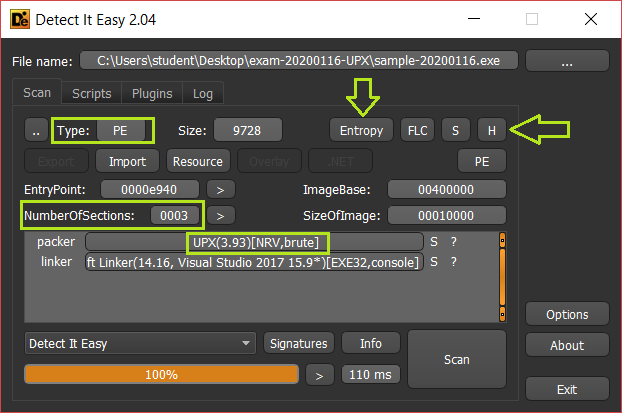 Detect It Easy 2.04
File name: C:\Users\student\Desktop\exam-20200116-UPX\sample-20200116.exe ...
Scan Scripts Plugins Log
.. Type: PE Size: 9728 Entropy FLC S H
Export Import Resource Overlay .NET PE
EntryPoint: 0000e940 > ImageBase: 00400000
NumberOfSections: 0003 > SizeOfImage: 00010000
packer UPX(3.93)[NRV,brute] S ?
linker ft Linker(14.16, Visual Studio 2017 15.9*)[EXE32,console] S ?
Options
Detect It Easy Signatures Info Scan About
100% > 110 ms
Exit